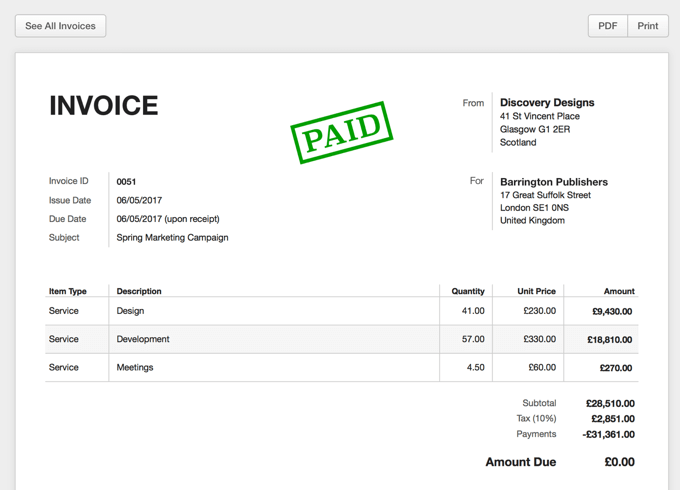 See All Invoices
PDF Print
INVOICE
PAID
From Discovery Designs
41 St Vincent Place
Glasgow G1 2ER
Scotland
Invoice ID 0051
Issue Date 06/05/2017
Due Date 06/05/2017 (upon receipt)
Subject Spring Marketing Campaign
For Barrington Publishers
17 Great Suffolk Street
London SE1 0NS
United Kingdom
Item Type Description Quantity Unit Price Amount
Service Design 41.00 £230.00 £9,430.00
Service Development 57.00 £330.00 £18,810.00
Service Meetings 4.50 £60.00 £270.00
Subtotal £28,510.00
Tax (10%) £2,851.00
Payments -£31,361.00
Amount Due £0.00